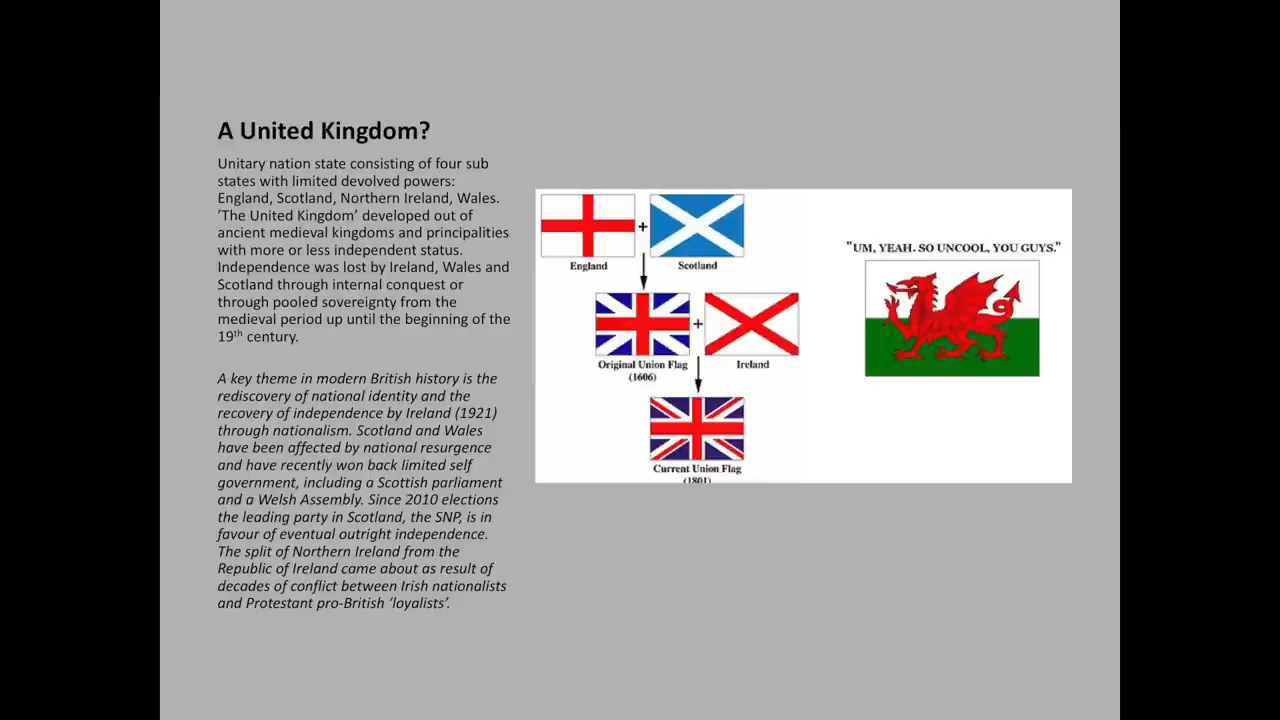 A United Kingdom?
Unitary nation state consisting of four sub
states with limited devolved powers:
England, Scotland, Northern Ireland, Wales.
’The United Kingdom’ developed out of
ancient medieval kingdoms and principalities
with more or less independent status.
Independence was lost by Ireland, Wales and
Scotland through internal conquest or
through pooled sovereignty from the
medieval period up until the beginning of the
19th century.
A key theme in modern British history is the
rediscovery of national identity and the
recovery of independence by Ireland (1921)
through nationalism. Scotland and Wales
have been affected by national resurgence
and have recently won back limited self
government, including a Scottish parliament
and a Welsh Assembly. Since 2010 elections
the leading party in Scotland, the SNP, is in
favour of eventual outright independence.
The split of Northern Ireland from the
Republic of Ireland came about as result of
decades of conflict between Irish nationalists
and Protestant pro-British ‘loyalists’.
+
England
Scotland
+
Original Union Flag
(1606)
Ireland
Current Union Flag
(1801)
"UM, YEAH. SO UNCOOL, YOU GUYS."